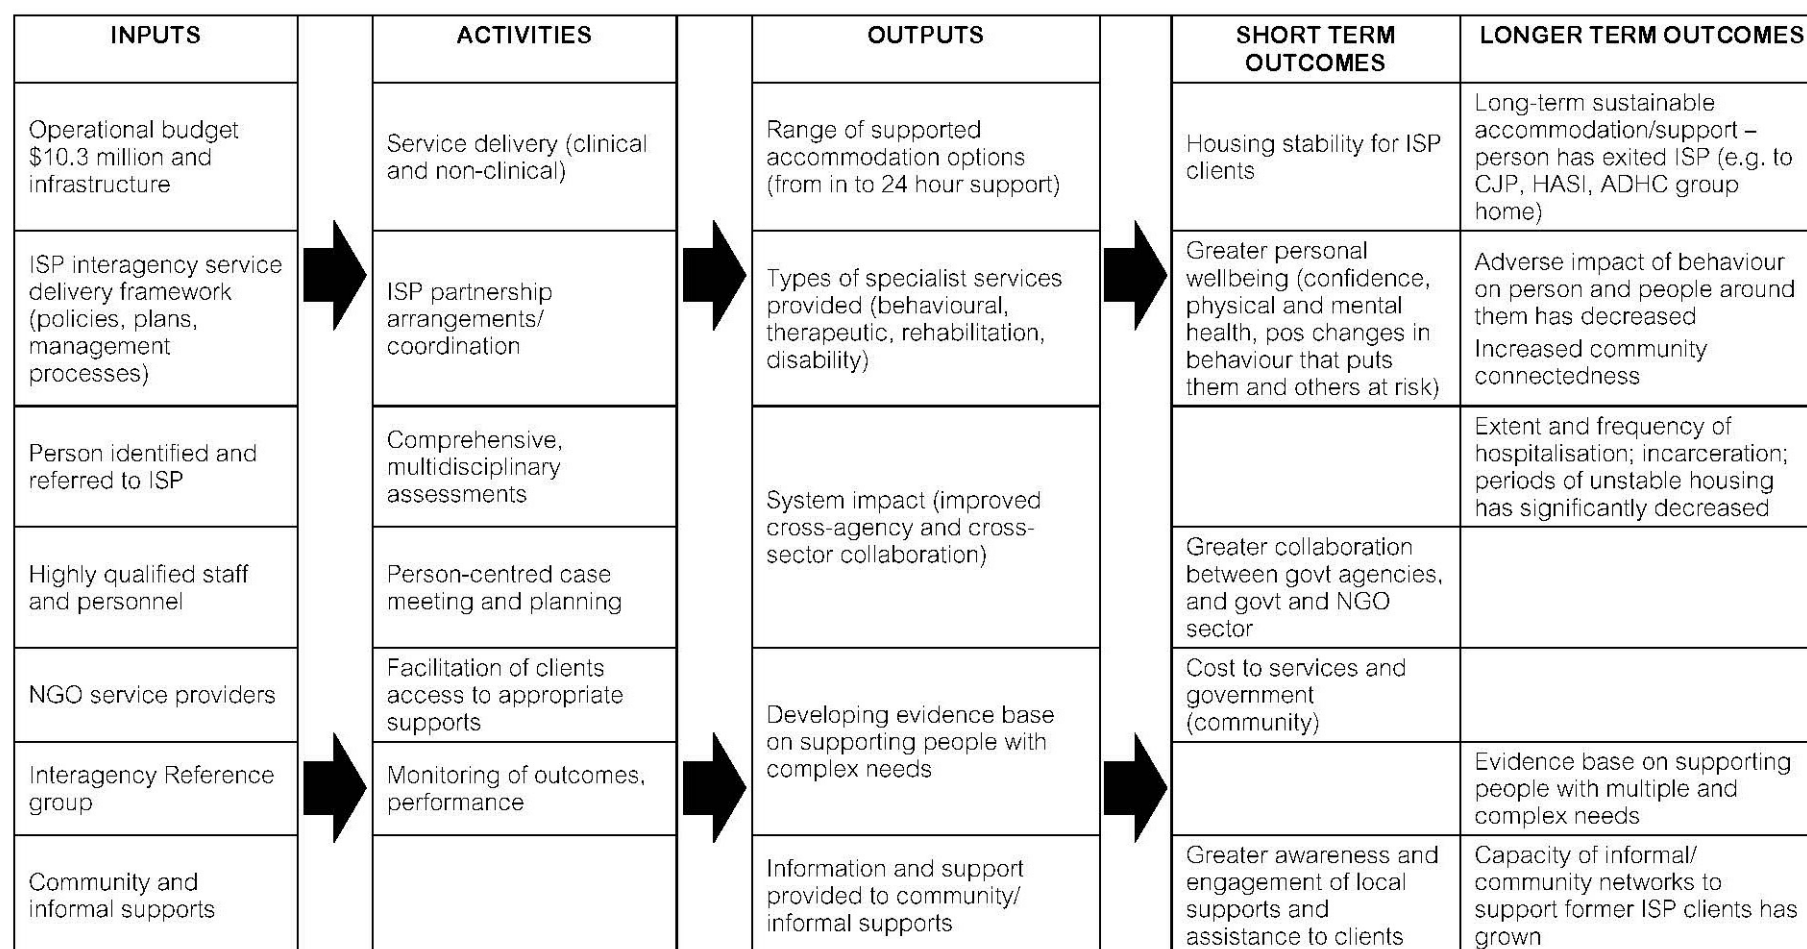 INPUTS
ACTIVITIES
OUTPUTS
SHORT TERM
OUTCOMES
LONGER TERM OUTCOMES
Operational budget
$10.3 million and
infrastructure
Service delivery (clinical
and non-clinical)
Range of supported
accommodation options
(from in to 24 hour support)
Housing stability for ISP
clients
Long-term sustainable
accommodation/support –
person has exited ISP (e.g. to
CJP, HASI, ADHC group
home)
ISP interagency service
delivery framework
(policies, plans,
management
processes)
ISP partnership
arrangements/
coordination
Types of specialist services
provided (behavioural,
therapeutic, rehabilitation,
disability)
Greater personal
wellbeing (confidence,
physical and mental
health, pos changes in
behaviour that puts
them and others at risk)
Adverse impact of behaviour
on person and people around
them has decreased
Increased community
connectedness
Person identified and
referred to ISP
Comprehensive,
multidisciplinary
assessments
System impact (improved
cross-agency and cross-
sector collaboration)
Extent and frequency of
hospitalisation; incarceration;
periods of unstable housing
has significantly decreased
Highly qualified staff
and personnel
Person-centred case
meeting and planning
Greater collaboration
between govt agencies,
and govt and NGO
sector
NGO service providers
Facilitation of clients
access to appropriate
supports
Developing evidence base
on supporting people with
complex needs
Cost to services and
government
(community)
Interagency Reference
group
Monitoring of outcomes,
performance
Evidence base on supporting
people with multiple and
complex needs
Community and
informal supports
Information and support
provided to community/
informal supports
Greater awareness and
engagement of local
supports and
assistance to clients
Capacity of informal/
community networks to
support former ISP clients has
grown